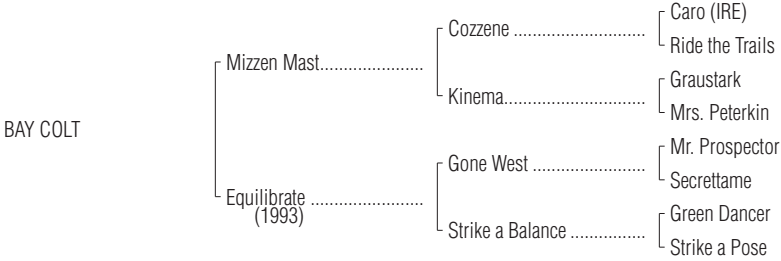 Caro (IRE)
Cozzene ..........................
Ride the Trails
Mizzen Mast.....................
Graustark
Kinema............................
Mrs. Peterkin
BAY COLT
Mr. Prospector
Gone West ......................
Secrettame
Equilibrate ......................
(1993)
Green Dancer
Strike a Balance ...............
Strike a Pose